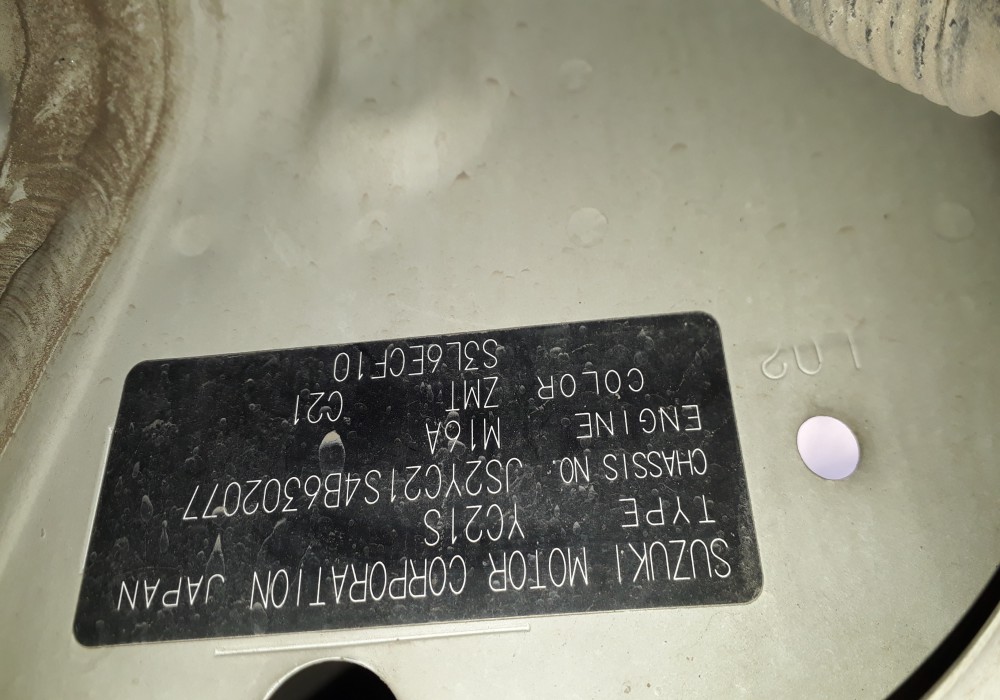 SUZUKI MOTOR CORPORATION JAPAN
TYPE YC21S
CHASSIS NO. JS2YC21S4B6302077
ENGINE M16A
COLOR ZMT C21
S3L6ECF10